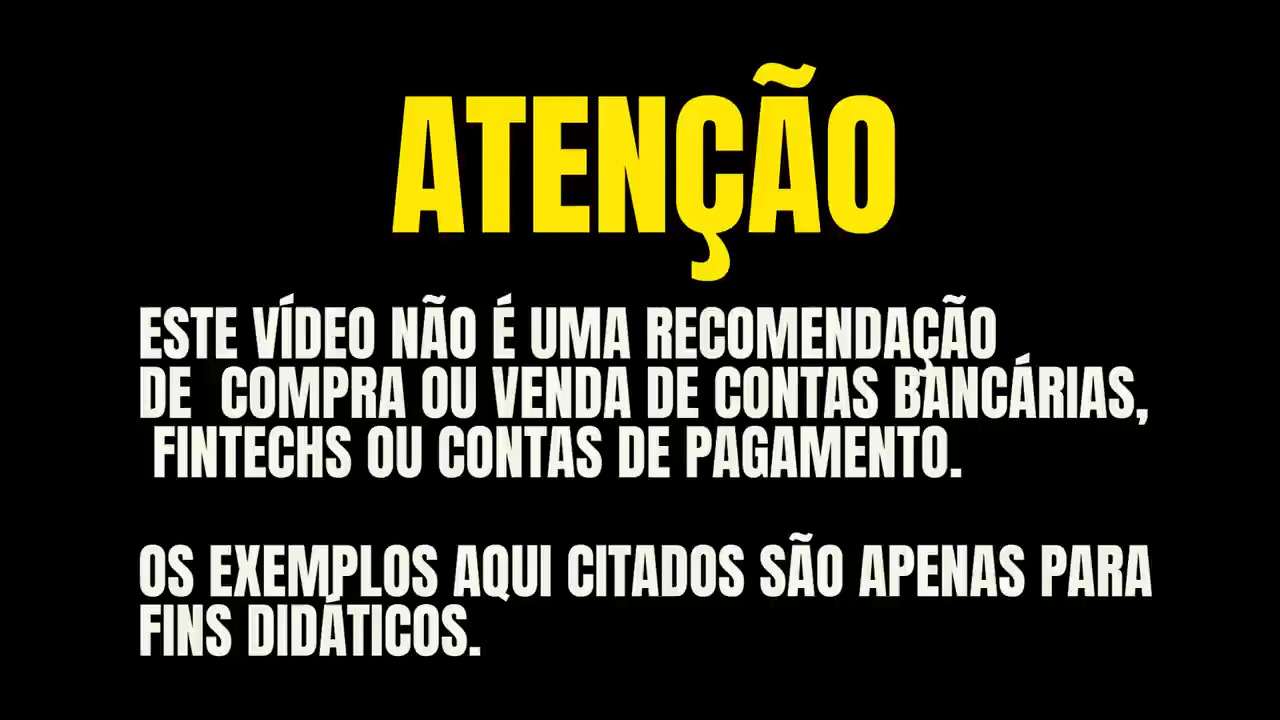 ATENÇÃO
ESTE VÍDEO NÃO É UMA RECOMENDAÇÃO
DE COMPRA OU VENDA DE CONTAS BANCÁRIAS,
FINTECHS OU CONTAS DE PAGAMENTO.
OS EXEMPLOS AQUI CITADOS SÃO APENAS PARA
FINS DIDÁTICOS.